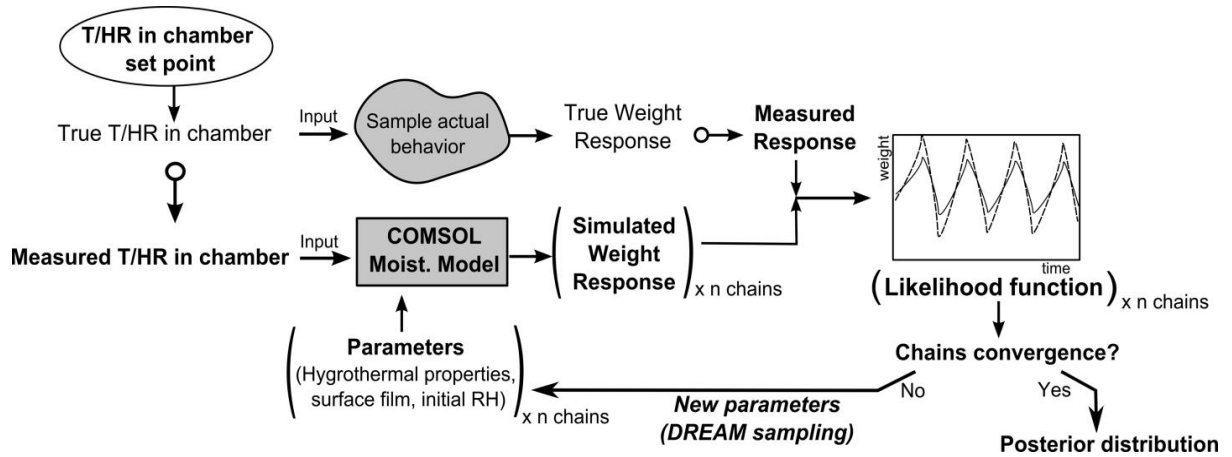 T/HR in chamber
set point
True T/HR in chamber
Input
Sample actual
behavior
True Weight
Response
Measured
Response
weight
time
Measured T/HR in chamber
Input
COMSOL
Moist. Model
Simulated
Weight
Response
x n chains
(Likelihood function)
x n chains
Parameters
(Hygrothermal properties,
surface film, initial RH)
x n chains
Chains convergence?
No
Yes
New parameters
(DREAM sampling)
Posterior distribution